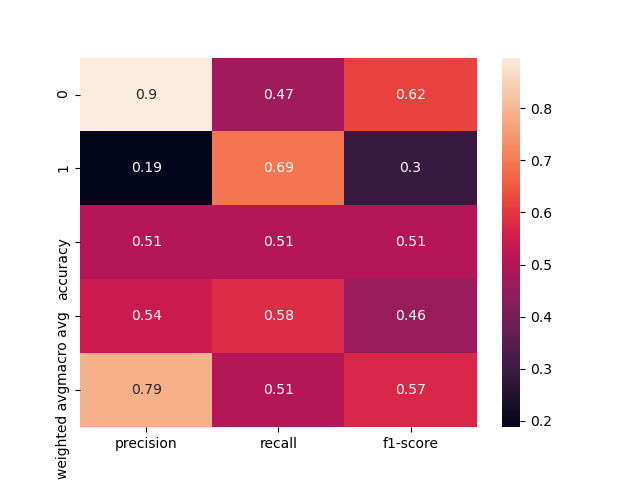 0 0.9 0.47 0.62
1 0.19 0.69 0.3
accuracy 0.51 0.51 0.51
macro avg 0.54 0.58 0.46
weighted avg 0.79 0.51 0.57
precision recall f1-score
0.8
0.7
0.6
0.5
0.4
0.3
0.2